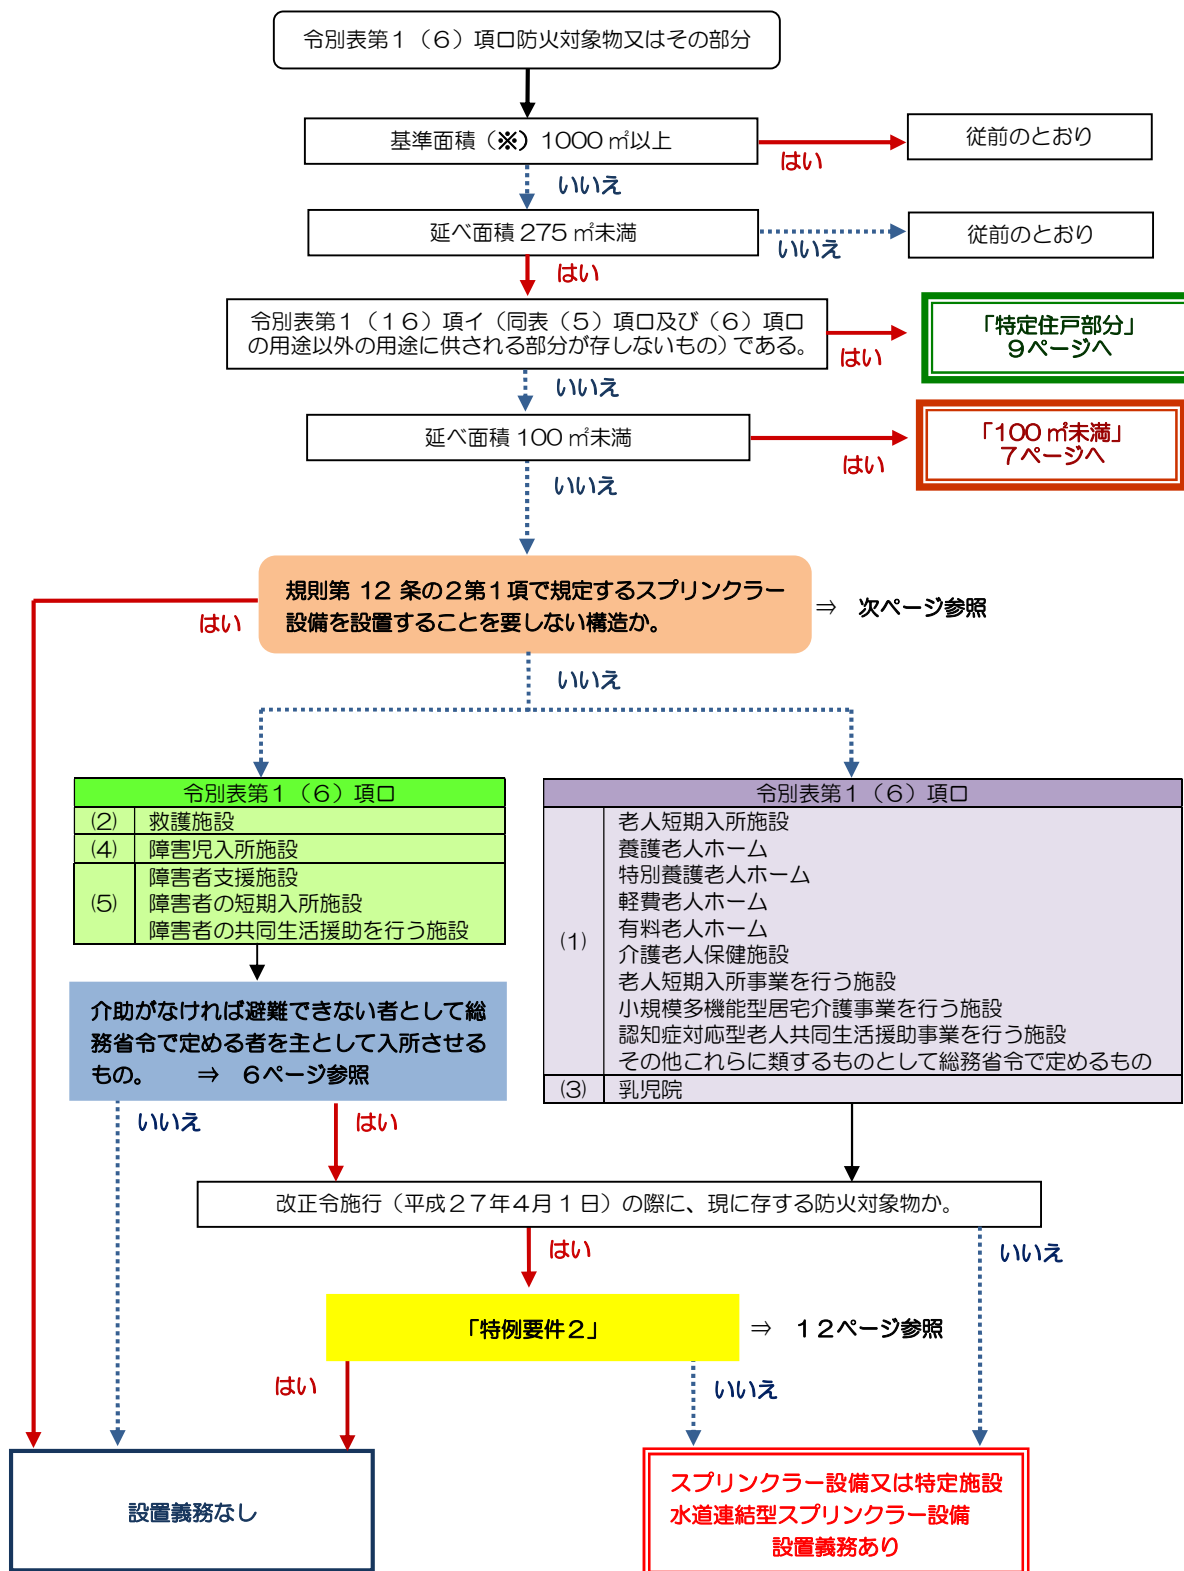 令別表第１（６）項ロ防火対象物又はその部分
基準面積（※）1000 ㎡以上
はい
従前のとおり
いいえ
延べ面積 275 ㎡未満
いいえ
従前のとおり
はい
令別表第１（１６）項イ（同表（５）項ロ及び（６）項ロ
の用途以外の用途に供される部分が存しないもの）である。
はい
「特定住戸部分」
９ページへ
いいえ
延べ面積 100 ㎡未満
はい
「100 ㎡未満」
７ページへ
いいえ
規則第 12 条の２第１項で規定するスプリンクラー
設備を設置することを要しない構造か。
⇒ 次ページ参照
はい
いいえ
令別表第１（６）項ロ
(2) 救護施設
(4) 障害児入所施設
(5) 障害者支援施設
障害者の短期入所施設
障害者の共同生活援助を行う施設
令別表第１（６）項ロ
(1) 老人短期入所施設
養護老人ホーム
特別養護老人ホーム
軽費老人ホーム
有料老人ホーム
介護老人保健施設
老人短期入所事業を行う施設
小規模多機能型居宅介護事業を行う施設
認知症対応型老人共同生活援助事業を行う施設
その他これらに類するものとして総務省令で定めるもの
(3) 乳児院
介助がなければ避難できない者として総
務省令で定める者を主として入所させる
もの。 ⇒ ６ページ参照
いいえ
はい
改正令施行（平成２７年４月１日）の際に、現に存する防火対象物か。
はい
いいえ
「特例要件２」
⇒ １２ページ参照
はい
いいえ
設置義務なし
スプリンクラー設備又は特定施設
水道連結型スプリンクラー設備
設置義務あり